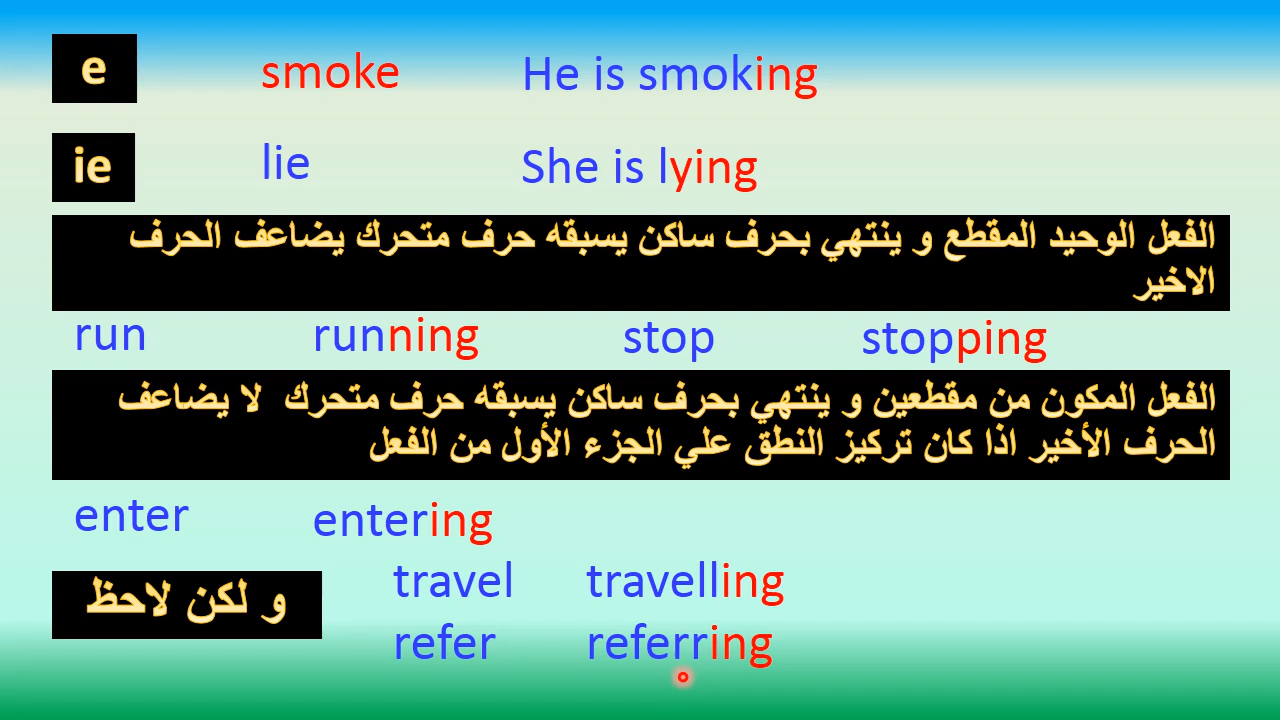 e smoke He is smoking
ie lie She is lying
الفعل الوحيد المقطع و ينتهي بحرف ساكن يسبقه حرف متحرك يضاعف الحرف
الاخير
run running stop stopping
الفعل المكون من مقطعين و ينتهي بحرف ساكن يسبقه حرف متحرك لا يضاعف
الحرف الأخير اذا كان تركيز النطق علي الجزء الأول من الفعل
enter entering
travel travelling
و لكن لاحظ
refer referring